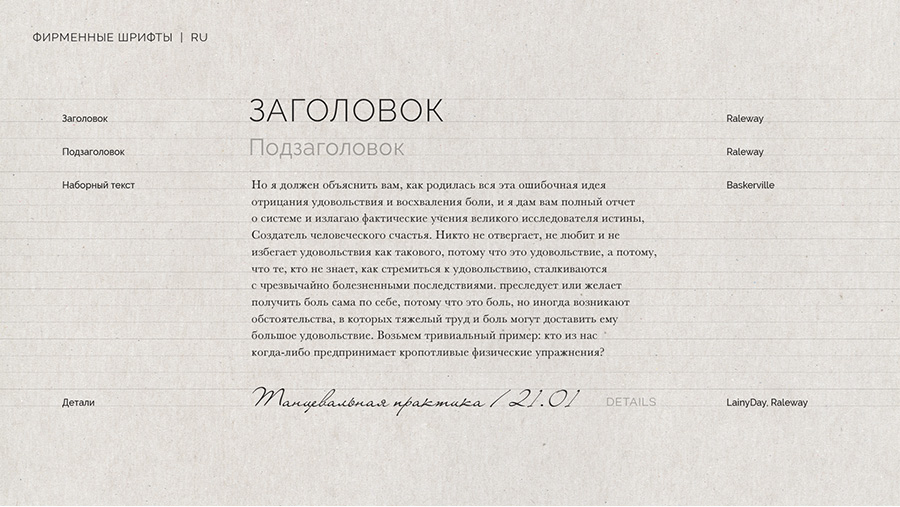 ФИРМЕННЫЕ ШРИФТЫ | RU
Заголовок ЗАГОЛОВОК Raleway
Подзаголовок Подзаголовок Raleway
Наборный текст Но я должен объяснить вам, как родилась вся эта ошибочная идея Baskerville
отрицания удовольствия и восхваления боли, и я дам вам полный отчет
о системе и излагаю фактические учения великого исследователя истины,
Создатель человеческого счастья. Никто не отвергает, не любит и не
избегает удовольствия как такового, потому что это удовольствие, а потому,
что те, кто не знает, как стремиться к удовольствию, сталкиваются
с чрезвычайно болезненными последствиями. преследует или желает
получить боль сама по себе, потому что это боль, но иногда возникают
обстоятельства, в которых тяжелый труд и боль могут доставить ему
большое удовольствие. Возьмем тривиальный пример: кто из нас
когда-либо предпринимает кропотливые физические упражнения?
Детали Танцевальная практика / 21.01 DETAILS LainyDay, Raleway